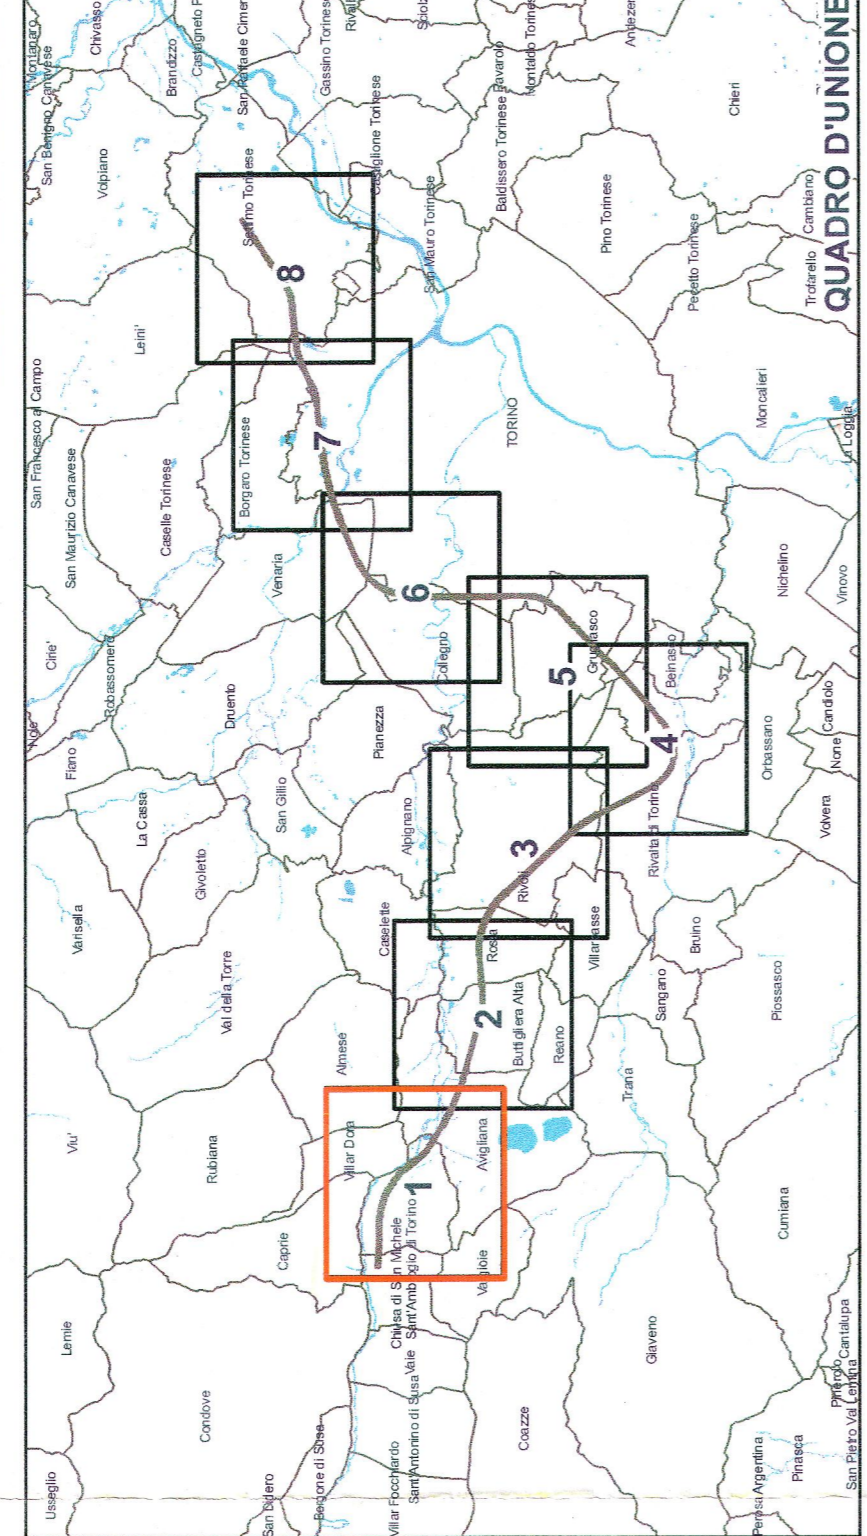 Usseglio
Lemie
Viu'
Varisella
Fiano
Nole
Robassomero
Cirie'
San Maurizio Canavese
San Francesco al Campo
San Benigno Canavese
Montanaro
Chivasso
Volpiano
Leini'
Caselle Torinese
La Cassa
Brandizzo
Castagneto P
Condove
Rubiana
Val della Torre
Givoletto
San Gillio
Druento
Venaria
Borgaro Torinese
Settimo Torinese
San Raffaele Cimen
San Didero
Borgone di Susa
Caprie
Villar Dora
Almese
Caselette
Alpignano
Pianezza
Collegno
Gassino Torinese
Rival
Castiglione Torinese
San Mauro Torinese
Sciolz
Villar Focchiardo
Sant'Antonino di Susa
Vaie
Chiusa di San Michele
Sant'Ambrogio di Torino
Vaigioie
Avigliana
Coazze
Buttigliera Alta
Reano
Rosta
Rivoli
Villarbasse
Grugliasco
TORINO
Baldissero Torinese
Pavarolo
Montaldo Torines
Andezen
Pino Torinese
Giaveno
Trana
Sangano
Bruino
Rivalta di Torino
Beinasco
Pecetto Torinese
Chieri
Perosa Argentina
Pinasca
Cumiana
Piossasco
Orbassano
Nichelino
Moncalieri
Trofarello
Cambiano
San Pietro Val Lemina
Pinerolo
Cantalupa
Volvera
None
Candiolo
Vinovo
La Loggia
1
2
3
4
5
6
7
8
QUADRO D'UNIONE